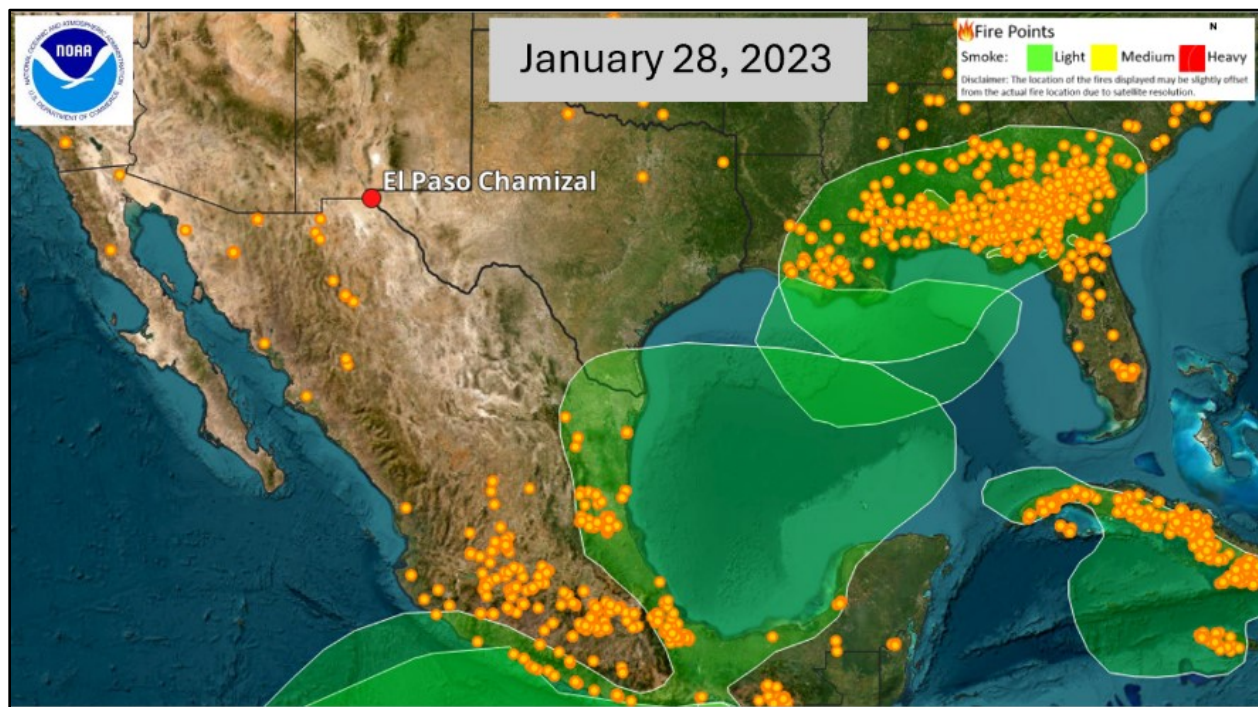 NATIONAL OCEANIC AND ATMOSPHERIC ADMINISTRATION
NOAA
U.S. DEPARTMENT OF COMMERCE
January 28, 2023
Fire Points
N
Smoke: Light Medium Heavy
Disclaimer: The location of the fires displayed may be slightly offset
from the actual fire location due to satellite resolution.
El Paso Chamizal